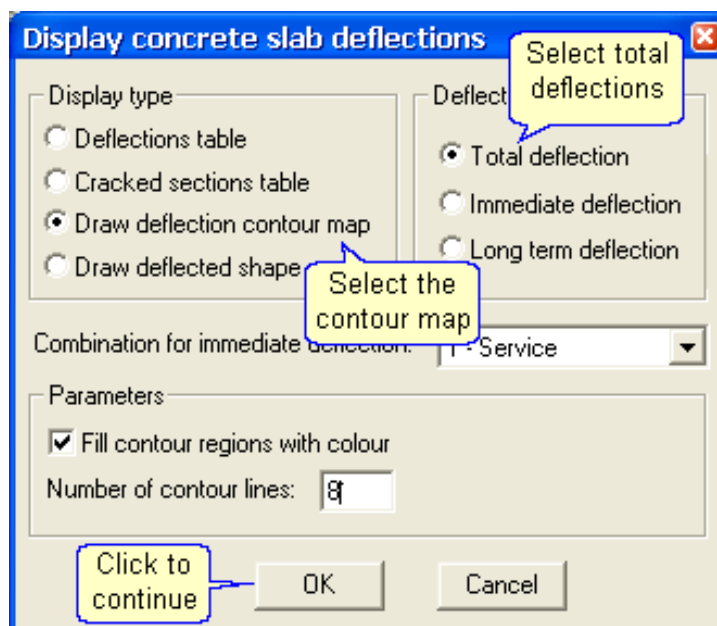 Display concrete slab deflections
Select total
deflections
Display type
Deflect
Deflections table
Cracked sections table
Draw deflection contour map
Draw deflected shape
Total deflection
Immediate deflection
Long term deflection
Select the
contour map
Combination for immediate deflection:
1 - Service
Parameters
Fill contour regions with colour
Number of contour lines:
8
Click to
continue
OK
Cancel